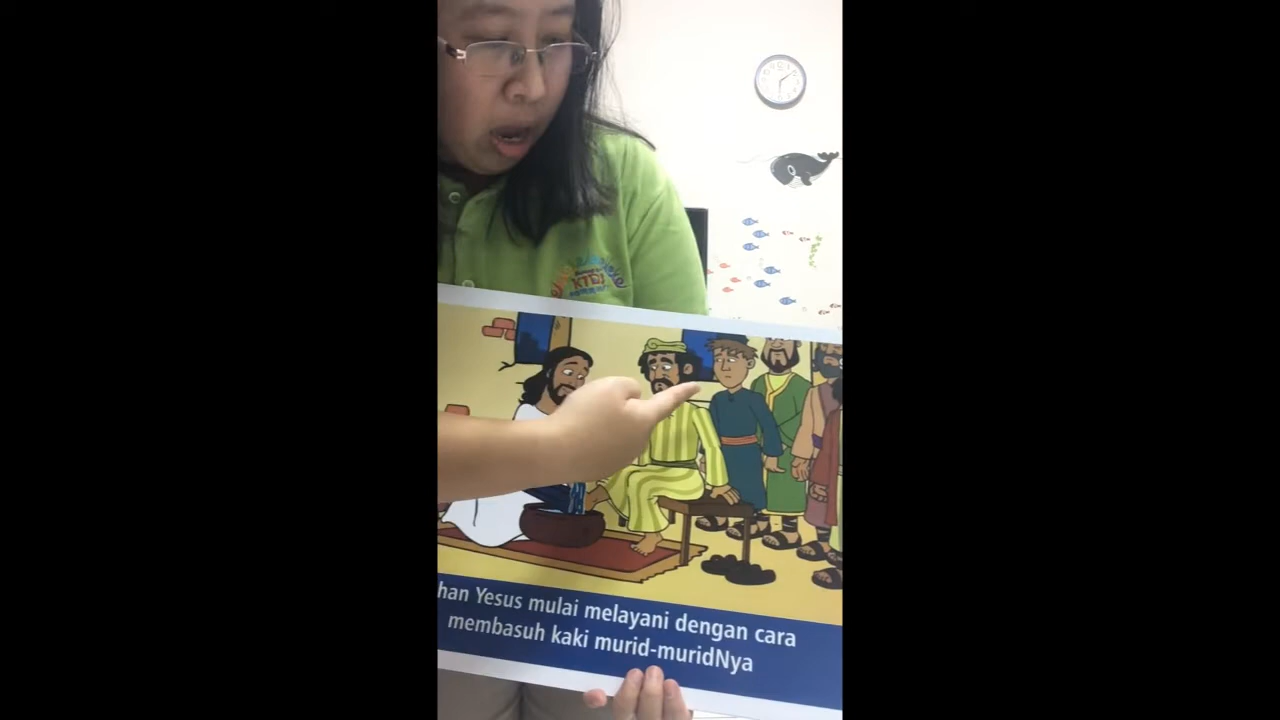 han Yesus mulai melayani dengan cara
membasuh kaki murid-muridNya